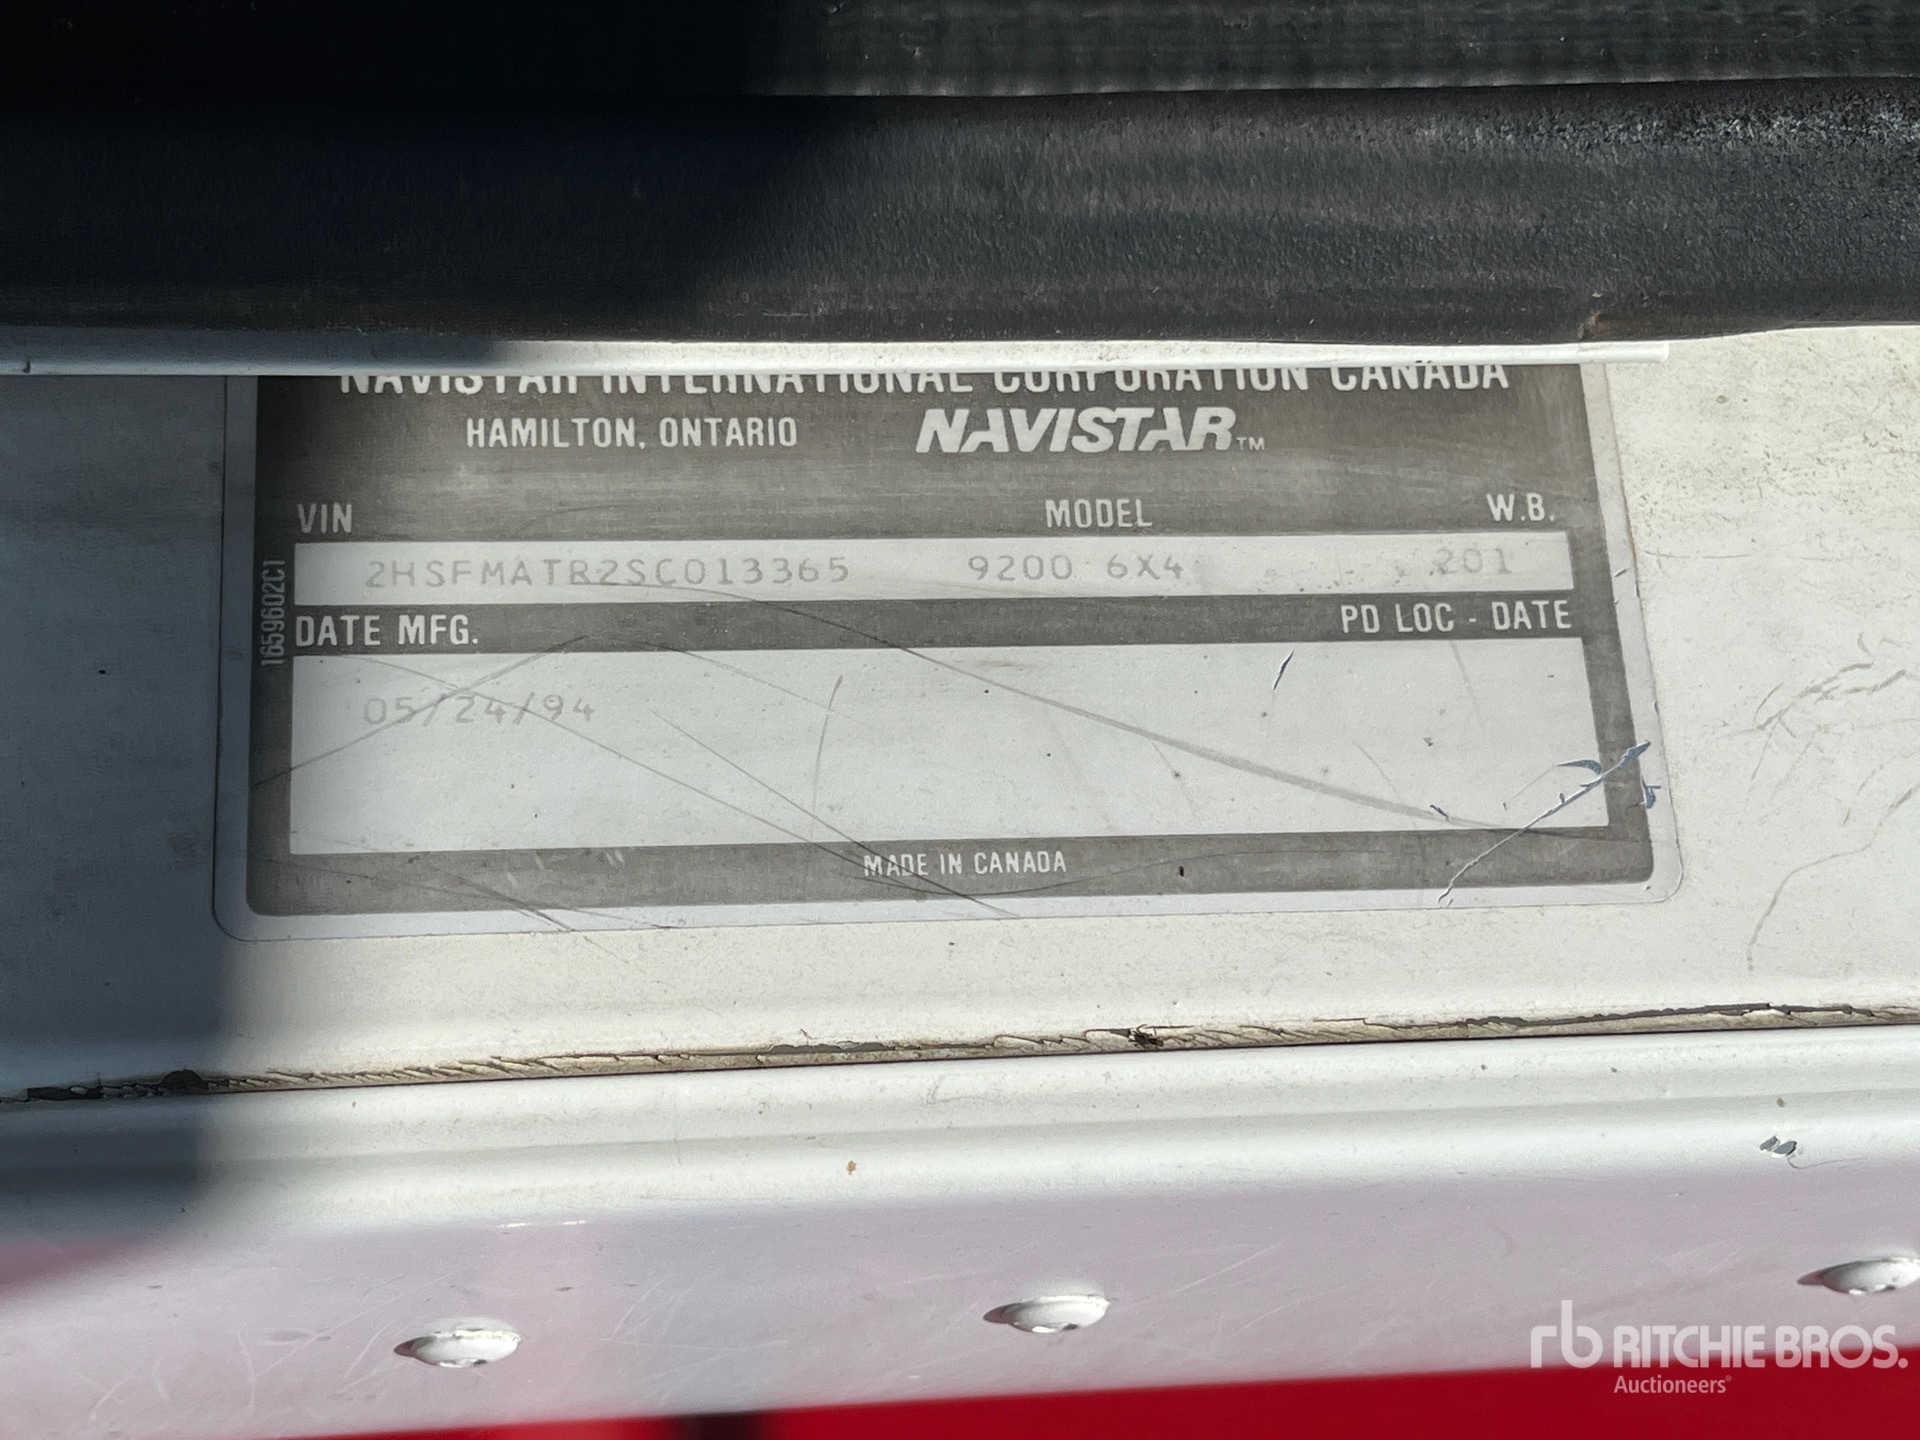 NAVISTAR INTERNATIONAL CORPORATION CANADA
HAMILTON, ONTARIO NAVISTAR™
VIN MODEL W.B.
2HSFMATR2SC013365 9200 6X4 201
1659602C1
DATE MFG. PD LOC - DATE
05/24/94
MADE IN CANADA
rb RITCHIE BROS.
Auctioneers®